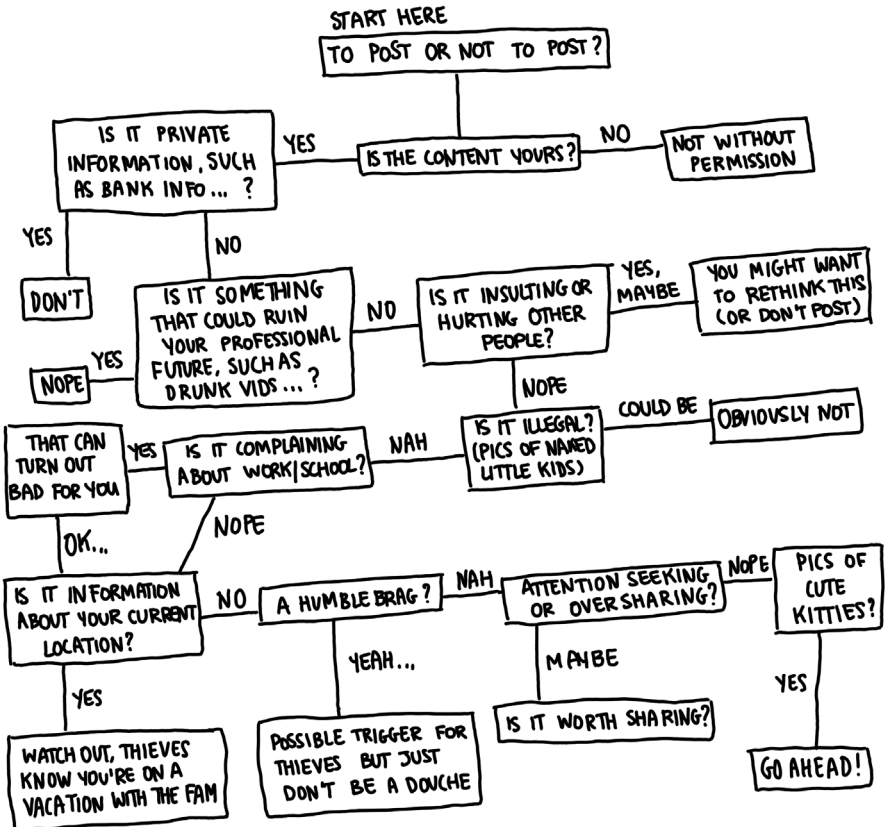 START HERE
TO POST OR NOT TO POST?
IS THE CONTENT YOURS?
NO
NOT WITHOUT
PERMISSION
YES
IS IT PRIVATE
INFORMATION, SUCH
AS BANK INFO... ?
YES
DON'T
NO
IS IT SOMETHING
THAT COULD RUIN
YOUR PROFESSIONAL
FUTURE, SUCH AS
DRUNK VIDS...?
YES
NOPE
NO
IS IT INSULTING OR
HURTING OTHER
PEOPLE?
YES,
MAYBE
YOU MIGHT WANT
TO RETHINK THIS
(OR DON'T POST)
NOPE
IS IT ILLEGAL?
(PICS OF NAKED
LITTLE KIDS)
COULD BE
OBVIOUSLY NOT
NAH
IS IT COMPLAINING
ABOUT WORK/SCHOOL?
YES
THAT CAN
TURN OUT
BAD FOR YOU
OK...
NOPE
IS IT INFORMATION
ABOUT YOUR CURRENT
LOCATION?
YES
WATCH OUT, THIEVES
KNOW YOU'RE ON A
VACATION WITH THE FAM
NO
A HUMBLE BRAG?
YEAH...
POSSIBLE TRIGGER FOR
THIEVES BUT JUST
DON'T BE A DOUCHE
NAH
ATTENTION SEEKING
OR OVERSHARING?
MAYBE
IS IT WORTH SHARING?
NOPE
PICS OF
CUTE
KITTIES?
YES
GO AHEAD!